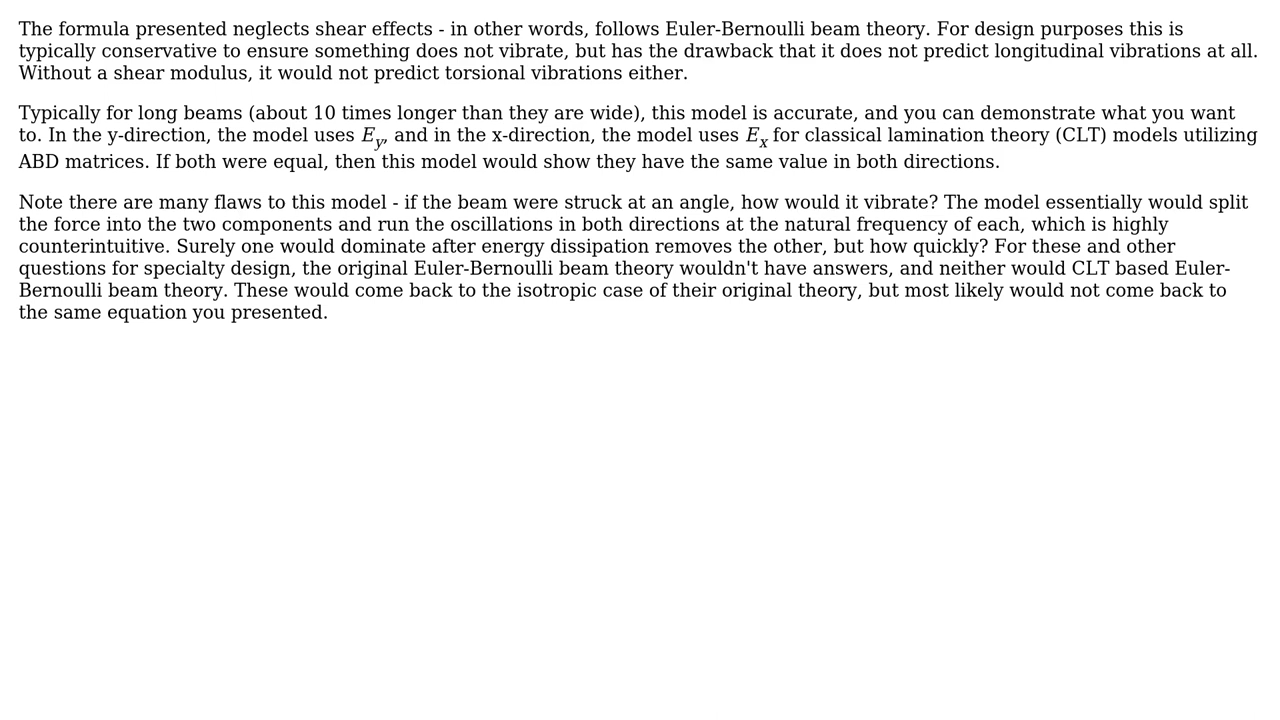 The formula presented neglects shear effects - in other words, follows Euler-Bernoulli beam theory. For design purposes this is
typically conservative to ensure something does not vibrate, but has the drawback that it does not predict longitudinal vibrations at all.
Without a shear modulus, it would not predict torsional vibrations either.
Typically for long beams (about 10 times longer than they are wide), this model is accurate, and you can demonstrate what you want
to. In the y-direction, the model uses E_y, and in the x-direction, the model uses E_x for classical lamination theory (CLT) models utilizing
ABD matrices. If both were equal, then this model would show they have the same value in both directions.
Note there are many flaws to this model - if the beam were struck at an angle, how would it vibrate? The model essentially would split
the force into the two components and run the oscillations in both directions at the natural frequency of each, which is highly
counterintuitive. Surely one would dominate after energy dissipation removes the other, but how quickly? For these and other
questions for specialty design, the original Euler-Bernoulli beam theory wouldn't have answers, and neither would CLT based Euler-
Bernoulli beam theory. These would come back to the isotropic case of their original theory, but most likely would not come back to
the same equation you presented.